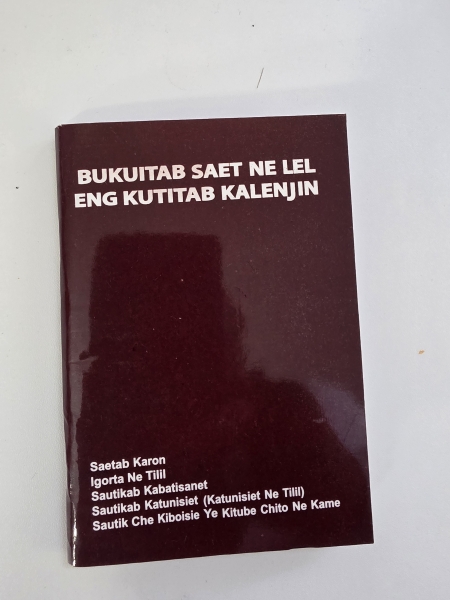 BUKUITAB SAET NE LEL
ENG KUTITAB KALENJIN
Saetab Karon
Igorta Ne Tilil
Sautikab Kabatisanet
Sautikab Katunisiet (Katunisiet Ne Tilil)
Sautik Che Kiboisie Ye Kitube Chito Ne Kame